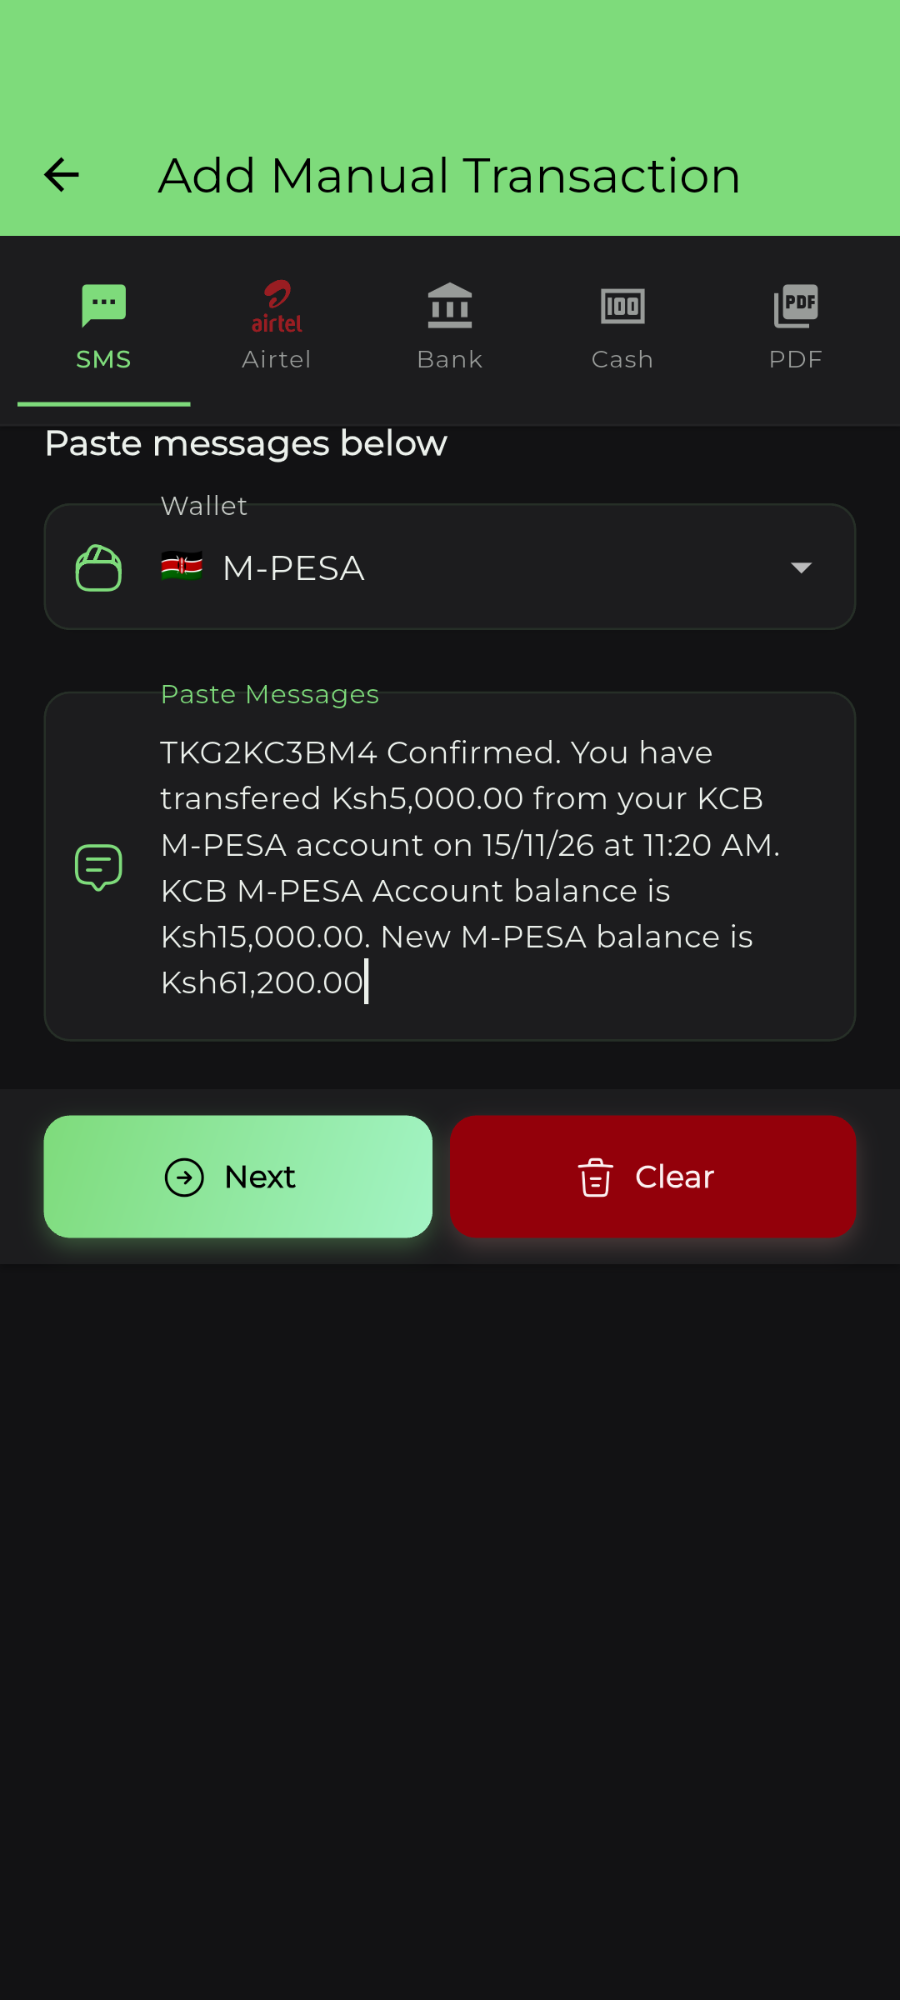 Add Manual Transaction
airtel
100
PDF
SMS
Airtel
Bank
Cash
PDF
Paste messages below
Wallet
M-PESA
Paste Messages
TKG2KC3BM4 Confirmed. You have
transfered Ksh5,000.00 from your KCB
M-PESA account on 15/11/26 at 11:20 AM.
KCB M-PESA Account balance is
Ksh15,000.00. New M-PESA balance is
Ksh61,200.00
Next
Clear